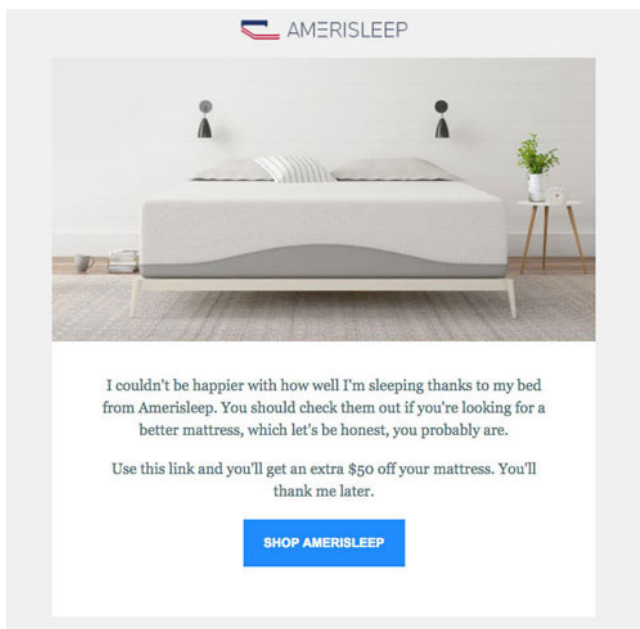 AMERISLEEP
I couldn't be happier with how well I'm sleeping thanks to my bed
from Amerisleep. You should check them out if you're looking for a
better mattress, which let's be honest, you probably are.
Use this link and you'll get an extra $50 off your mattress. You'll
thank me later.
SHOP AMERISLEEP